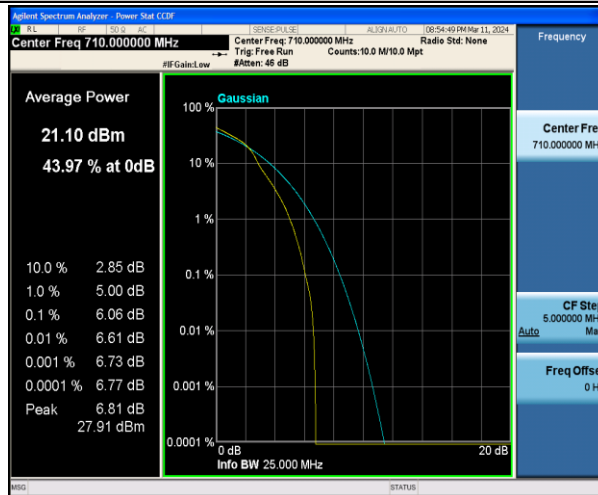 Agilent Spectrum Analyzer - Power Stat CCDF
RL RF 50 Ω AC SENSE:PULSE ALIGN AUTO 08:54:49 PM Mar 11, 2024
Center Freq 710.000000 MHz
Center Freq: 710.000000 MHz Radio Std: None
Trig: Free Run Counts:10.0 M/10.0 Mpt
#IFGain:Low #Atten: 46 dB
Frequency
Average Power
21.10 dBm
43.97 % at 0dB
10.0 % 2.85 dB
1.0 % 5.00 dB
0.1 % 6.06 dB
0.01 % 6.61 dB
0.001 % 6.73 dB
0.0001 % 6.77 dB
Peak 6.81 dB
27.91 dBm
Gaussian
100 %
10 %
1 %
0.1 %
0.01 %
0.001 %
0.0001 %
0 dB 20 dB
Info BW 25.000 MHz
Center Fre
710.000000 MH
CF Ste
5.000000 MH
Auto Ma
Freq Offse
0 H
MSG STATUS